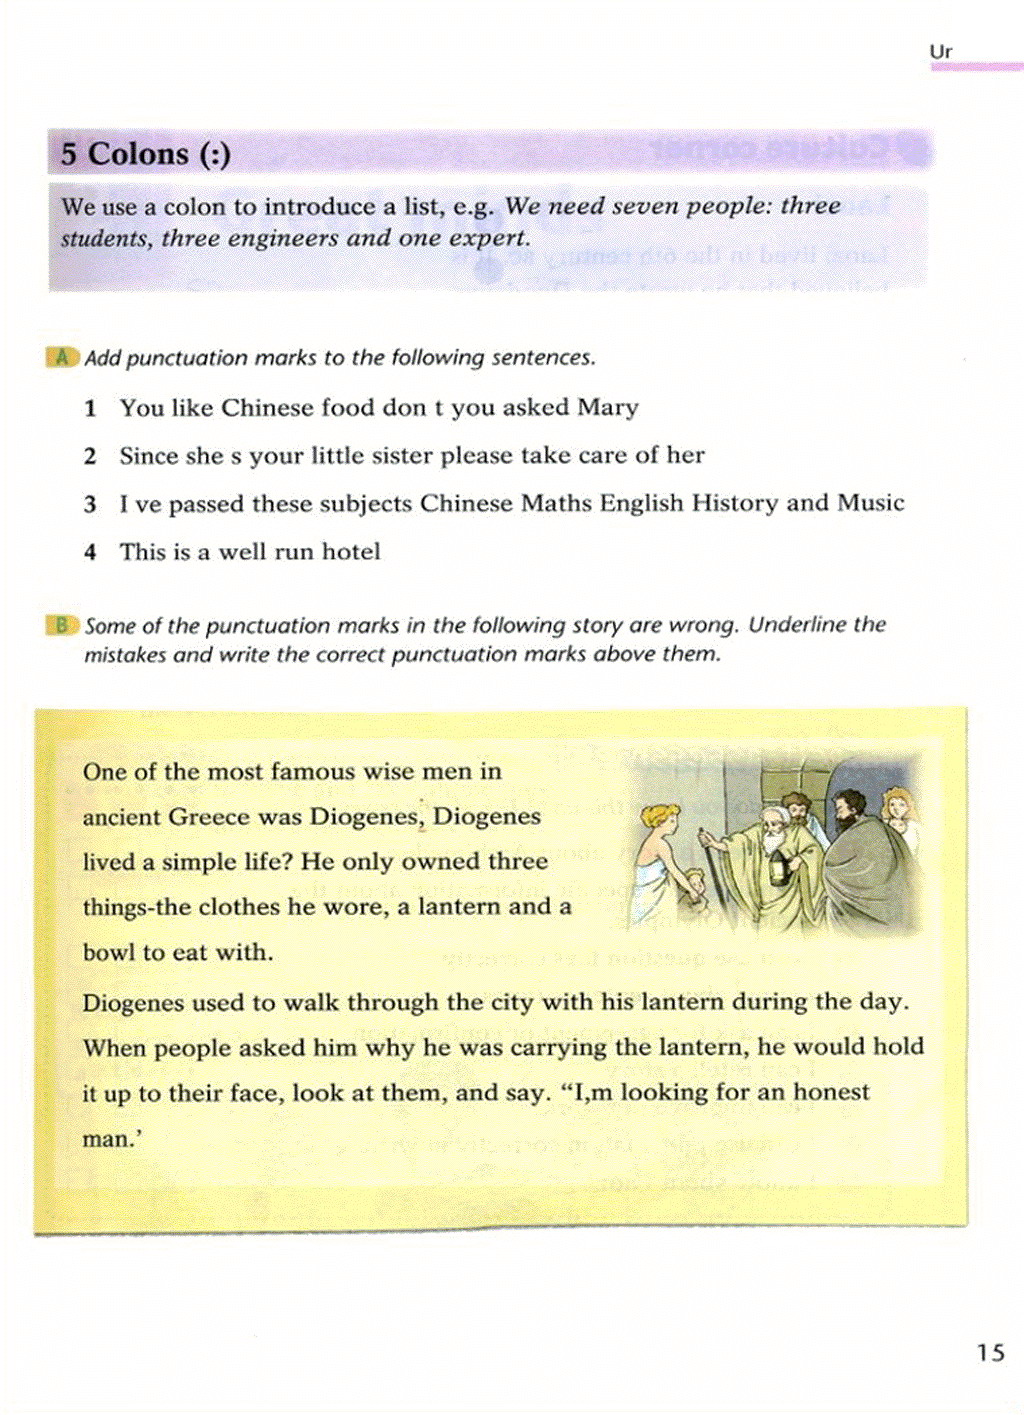 Ur
5 Colons (:)
We use a colon to introduce a list, e.g. We need seven people: three
students, three engineers and one expert.
A Add punctuation marks to the following sentences.
1 You like Chinese food don t you asked Mary
2 Since she s your little sister please take care of her
3 I ve passed these subjects Chinese Maths English History and Music
4 This is a well run hotel
B Some of the punctuation marks in the following story are wrong. Underline the
mistakes and write the correct punctuation marks above them.
One of the most famous wise men in
ancient Greece was Diogenes, Diogenes
lived a simple life? He only owned three
things-the clothes he wore, a lantern and a
bowl to eat with.
Diogenes used to walk through the city with his lantern during the day.
When people asked him why he was carrying the lantern, he would hold
it up to their face, look at them, and say. “I,m looking for an honest
man.’
15